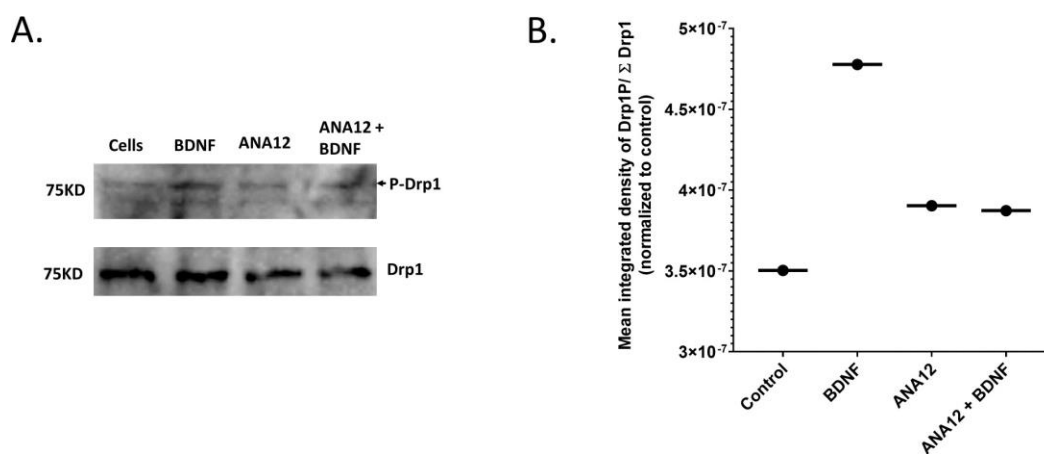 A.
Cells BDNF ANA12 ANA12 +
BDNF
75KD P-Drp1
75KD Drp1
B.
Mean integrated density of Drp1P/ Σ Drp1
(normalized to control)
5×10⁻⁷
4.5×10⁻⁷
4×10⁻⁷
3.5×10⁻⁷
3×10⁻⁷
Control
BDNF
ANA12
ANA12 + BDNF